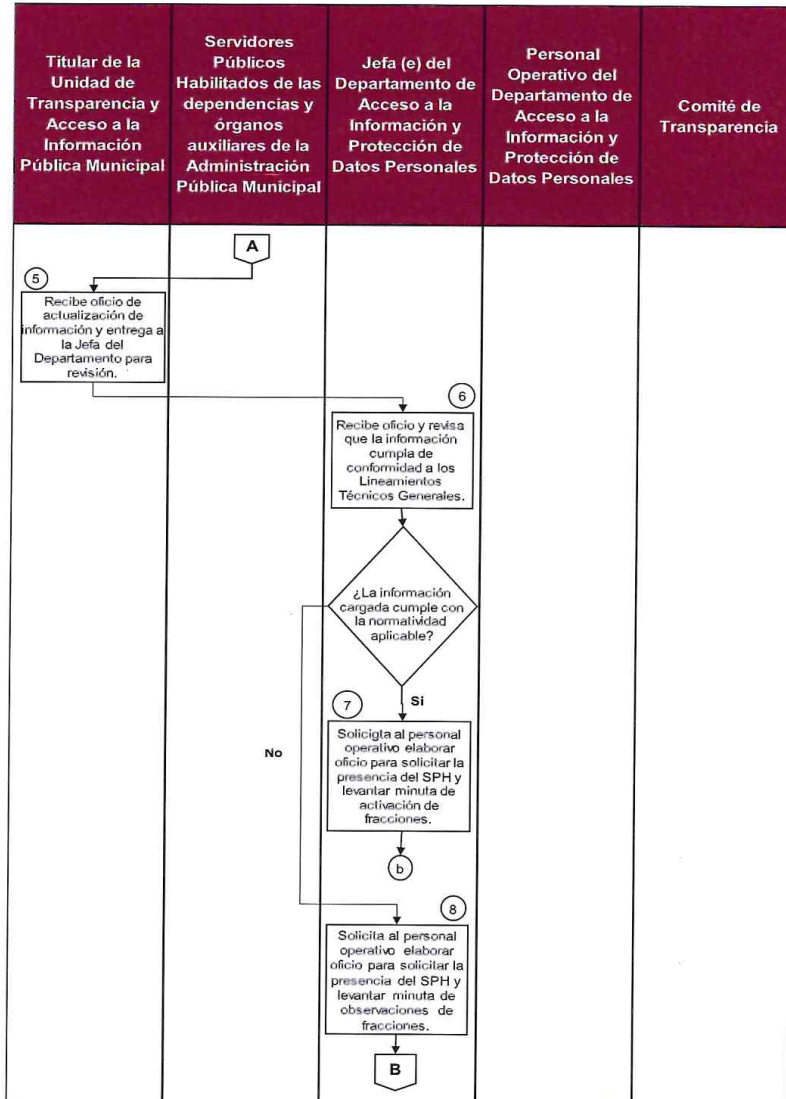 Titular de la
Unidad de
Transparencia y
Acceso a la
Información
Pública Municipal
Servidores
Públicos
Habilitados de las
dependencias y
órganos
auxiliares de la
Administración
Pública Municipal
Jefa (e) del
Departamento de
Acceso a la
Información y
Protección de
Datos Personales
Personal
Operativo del
Departamento de
Acceso a la
Información y
Protección de
Datos Personales
Comité de
Transparencia
A
5
Recibe oficio de
actualización de
información y entrega a
la Jefa del
Departamento para
revisión.
6
Recibe oficio y revisa
que la información
cumpla de
conformidad a los
Lineamientos
Técnicos Generales.
¿La información
cargada cumple con
la normatividad
aplicable?
Si
No
7
Solicigta al personal
operativo elaborar
oficio para solicitar la
presencia del SPH y
levantar minuta de
activación de
fracciones.
b
8
Solicita al personal
operativo elaborar
oficio para solicitar la
presencia del SPH y
levantar minuta de
observaciones de
fracciones.
B